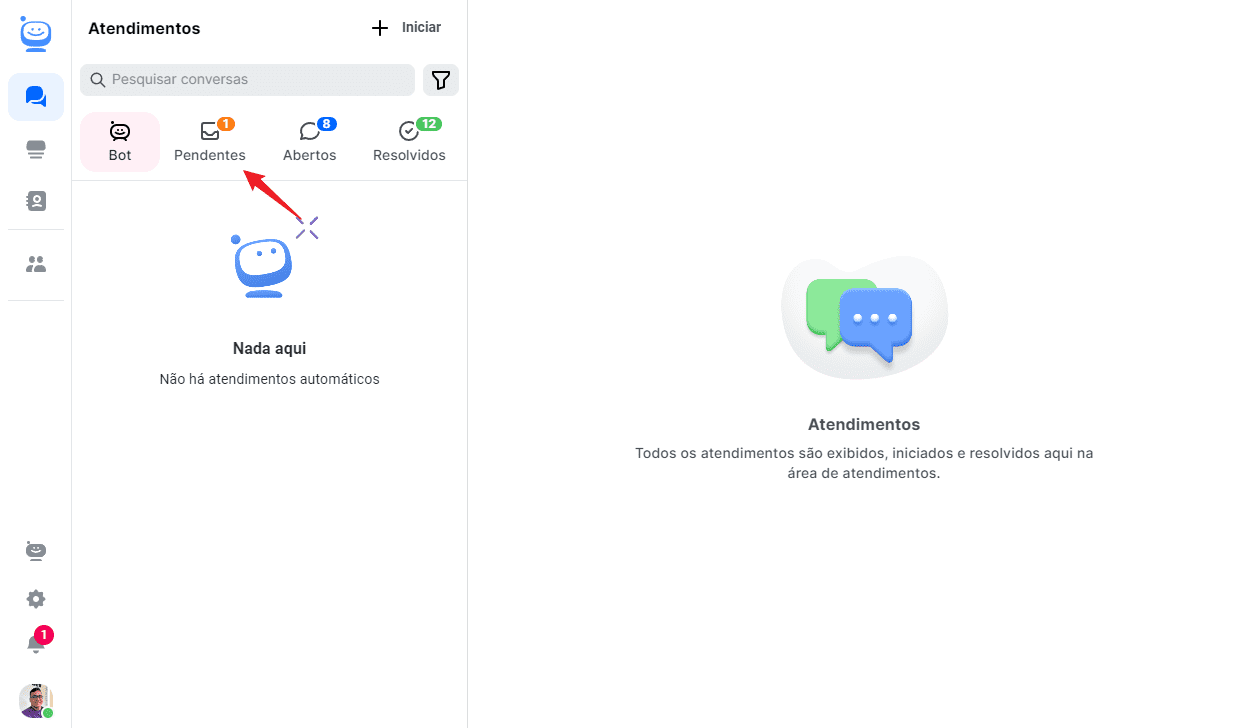 Atendimentos
Iniciar
Pesquisar conversas
1
8
12
Bot
Pendentes
Abertos
Resolvidos
Nada aqui
Não há atendimentos automáticos
Atendimentos
Todos os atendimentos são exibidos, iniciados e resolvidos aqui na
área de atendimentos.
1